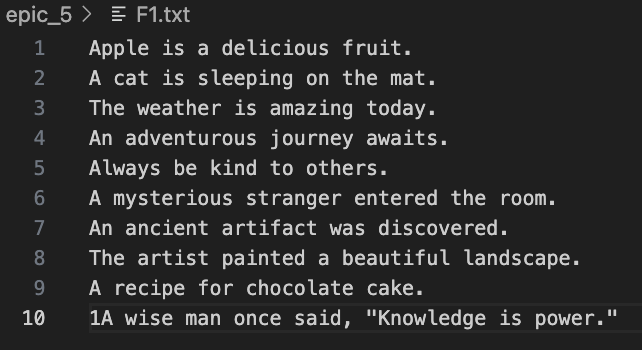 epic_5 > F1.txt
1 Apple is a delicious fruit.
2 A cat is sleeping on the mat.
3 The weather is amazing today.
4 An adventurous journey awaits.
5 Always be kind to others.
6 A mysterious stranger entered the room.
7 An ancient artifact was discovered.
8 The artist painted a beautiful landscape.
9 A recipe for chocolate cake.
10 1A wise man once said, "Knowledge is power."